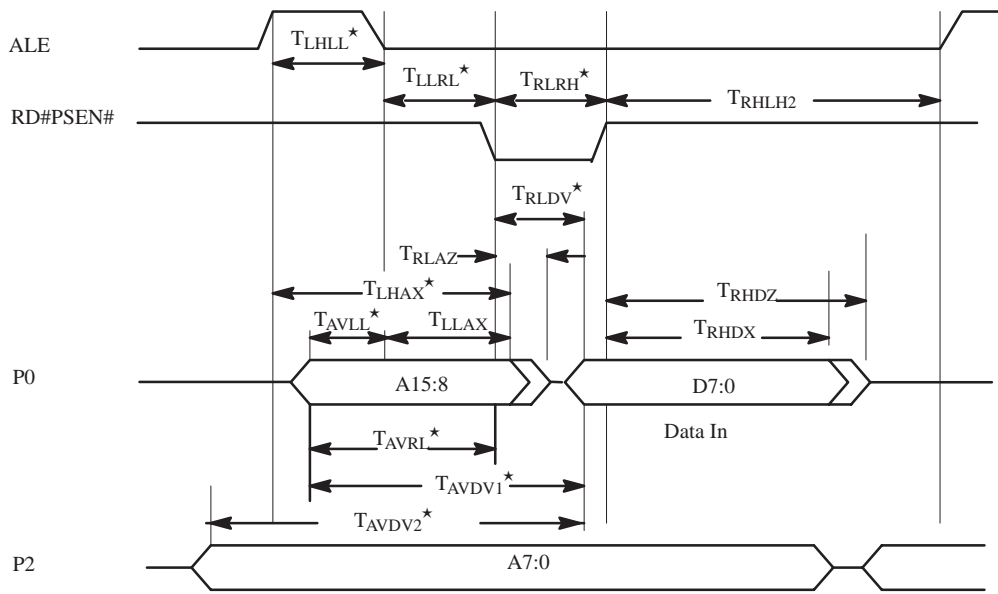 ALE
TLHLL★
TLLRL★ TRLRH★ TRHLH2
RD#PSEN#
TRLDV★
TRLAZ
TLHAX★ TRHDZ
TAVLL★ TLLAX TRHDX
P0 A15:8 D7:0
TAVRL★ Data In
TAVDV1★
TAVDV2★
P2 A7:0